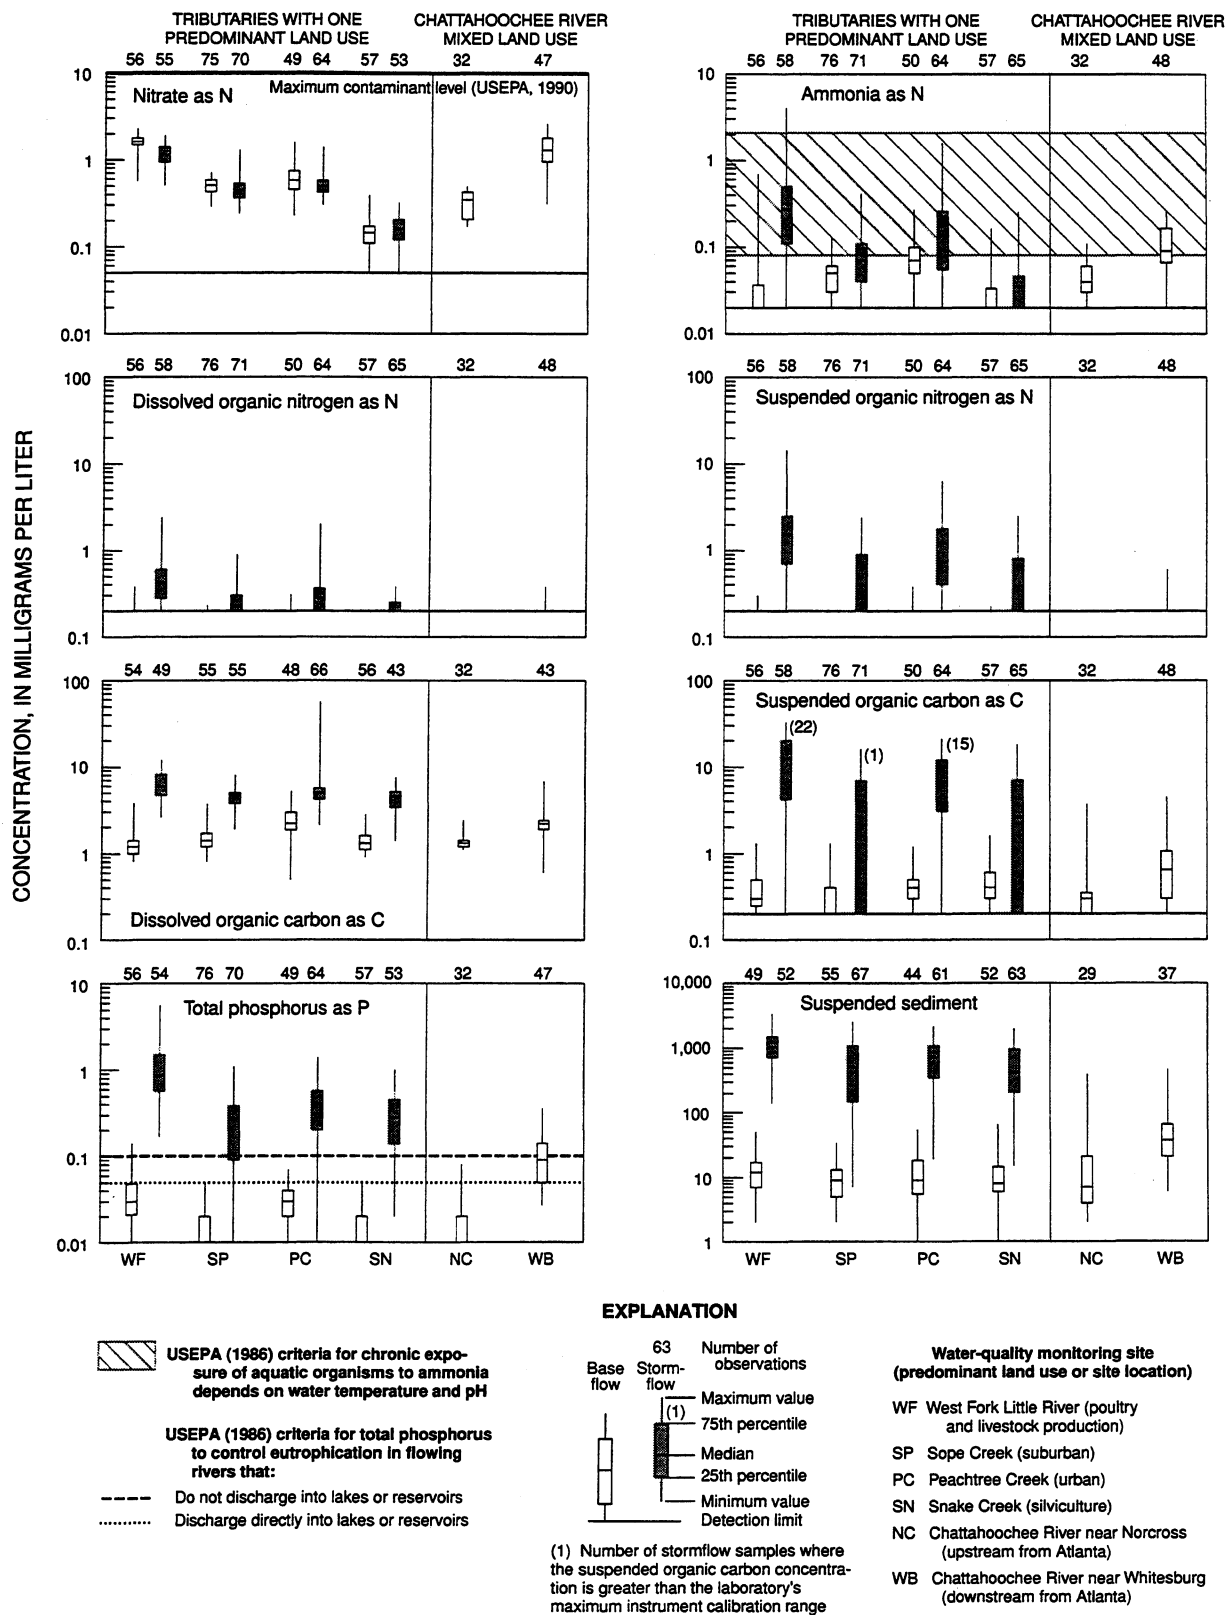 TRIBUTARIES WITH ONE
PREDOMINANT LAND USE
CHATTAHOOCHEE RIVER
MIXED LAND USE
TRIBUTARIES WITH ONE
PREDOMINANT LAND USE
CHATTAHOOCHEE RIVER
MIXED LAND USE
CONCENTRATION, IN MILLIGRAMS PER LITER
56 55 75 70 49 64 57 53 32 47
Nitrate as N
Maximum contaminant level (USEPA, 1990)
10
1
0.1
0.01
56 58 76 71 50 64 57 65 32 48
Ammonia as N
10
1
0.1
0.01
56 58 76 71 50 64 57 65 32 48
Dissolved organic nitrogen as N
100
10
1
0.1
56 58 76 71 50 64 57 65 32 48
Suspended organic nitrogen as N
100
10
1
0.1
54 49 55 55 48 66 56 43 32 43
Dissolved organic carbon as C
100
10
1
0.1
56 58 76 71 50 64 57 65 32 48
Suspended organic carbon as C
(22)
(1)
(15)
100
10
1
0.1
56 54 76 70 49 64 57 53 32 47
Total phosphorus as P
10
1
0.1
0.01
WF SP PC SN NC WB
49 52 55 67 44 61 52 63 29 37
Suspended sediment
10,000
1,000
100
10
1
WF SP PC SN NC WB
EXPLANATION
USEPA (1986) criteria for chronic expo-
sure of aquatic organisms to ammonia
depends on water temperature and pH
USEPA (1986) criteria for total phosphorus
to control eutrophication in flowing
rivers that:
Do not discharge into lakes or reservoirs
Discharge directly into lakes or reservoirs
Base
flow
63
Storm-
flow
(1)
Number of
observations
Maximum value
75th percentile
Median
25th percentile
Minimum value
Detection limit
(1) Number of stormflow samples where
the suspended organic carbon concentra-
tion is greater than the laboratory's
maximum instrument calibration range
Water-quality monitoring site
(predominant land use or site location)
WF West Fork Little River (poultry
and livestock production)
SP Sope Creek (suburban)
PC Peachtree Creek (urban)
SN Snake Creek (silviculture)
NC Chattahoochee River near Norcross
(upstream from Atlanta)
WB Chattahoochee River near Whitesburg
(downstream from Atlanta)